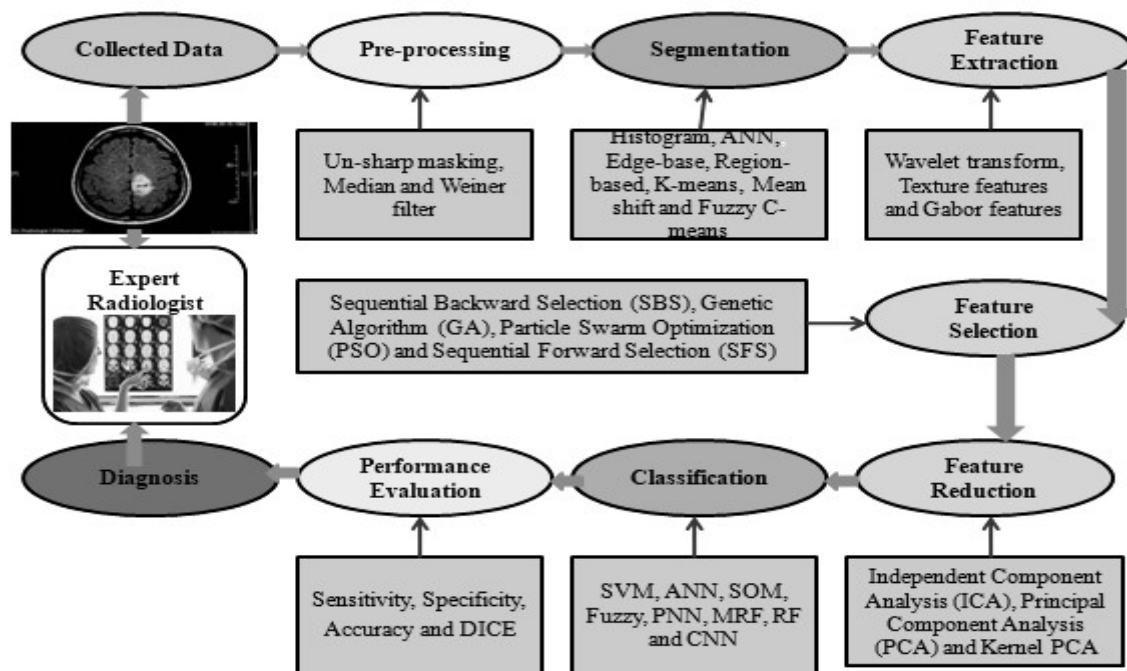 Collected Data
Pre-processing
Segmentation
Feature
Extraction
Un-sharp masking,
Median and Weiner
filter
Histogram, ANN,
Edge-base, Region-
based, K-means, Mean
shift and Fuzzy C-
means
Wavelet transform,
Texture features
and Gabor features
Expert
Radiologist
Sequential Backward Selection (SBS), Genetic
Algorithm (GA), Particle Swarm Optimization
(PSO) and Sequential Forward Selection (SFS)
Feature
Selection
Diagnosis
Performance
Evaluation
Classification
Feature
Reduction
Sensitivity, Specificity,
Accuracy and DICE
SVM, ANN, SOM,
Fuzzy, PNN, MRF, RF
and CNN
Independent Component
Analysis (ICA), Principal
Component Analysis
(PCA) and Kernel PCA